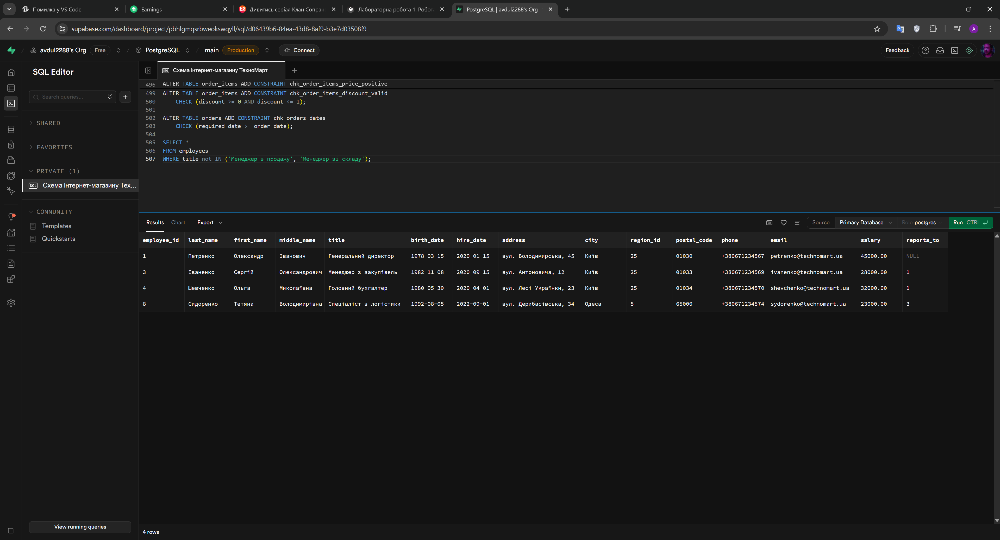 Помилка у VS Code
Earnings
Дивитись серіал Клан Сопран
Лабораторна робота 1. Робот
PostgreSQL | avdul2288's Org |
supabase.com/dashboard/project/pbhlgmqsrbweokswqyll/sql/d06439b6-84ea-43d8-8af9-b3e7d03508f9
A
avdul2288's Org Free / PostgreSQL / main Production Connect
Feedback
SQL Editor
Search queries...
SHARED
FAVORITES
PRIVATE (1)
SQL Схема інтернет-магазину Тех...
COMMUNITY
Templates
Quickstarts
View running queries
SQL Схема інтернет-магазину ТехноМарт
496 ALTER TABLE order_items ADD CONSTRAINT chk_order_items_price_positive
499 ALTER TABLE order_items ADD CONSTRAINT chk_order_items_discount_valid
500 CHECK (discount >= 0 AND discount <= 1);
501
502 ALTER TABLE orders ADD CONSTRAINT chk_orders_dates
503 CHECK (required_date >= order_date);
504
505 SELECT *
506 FROM employees
507 WHERE title not IN ('Менеджер з продажу', 'Менеджер зі складу');
Results Chart Export
Source Primary Database Role postgres Run CTRL
employee_id last_name first_name middle_name title birth_date hire_date address city region_id postal_code phone email salary reports_to
1 Петренко Олександр Іванович Генеральний директор 1978-03-15 2020-01-15 вул. Володимирська, 45 Київ 25 01030 +380671234567 petrenko@technomart.ua 45000.00 NULL
3 Іваненко Сергій Олександрович Менеджер з закупівель 1982-11-08 2020-09-15 вул. Антоновича, 12 Київ 25 01033 +380671234569 ivanenko@technomart.ua 28000.00 1
4 Шевченко Ольга Миколаївна Головний бухгалтер 1980-05-30 2020-04-01 вул. Лесі Українки, 23 Київ 25 01034 +380671234570 shevchenko@technomart.ua 32000.00 1
8 Сидоренко Тетяна Володимирівна Спеціаліст з логістики 1992-08-05 2022-09-01 вул. Дерибасівська, 34 Одеса 5 65000 +380671234574 sydorenko@technomart.ua 23000.00 3
4 rows